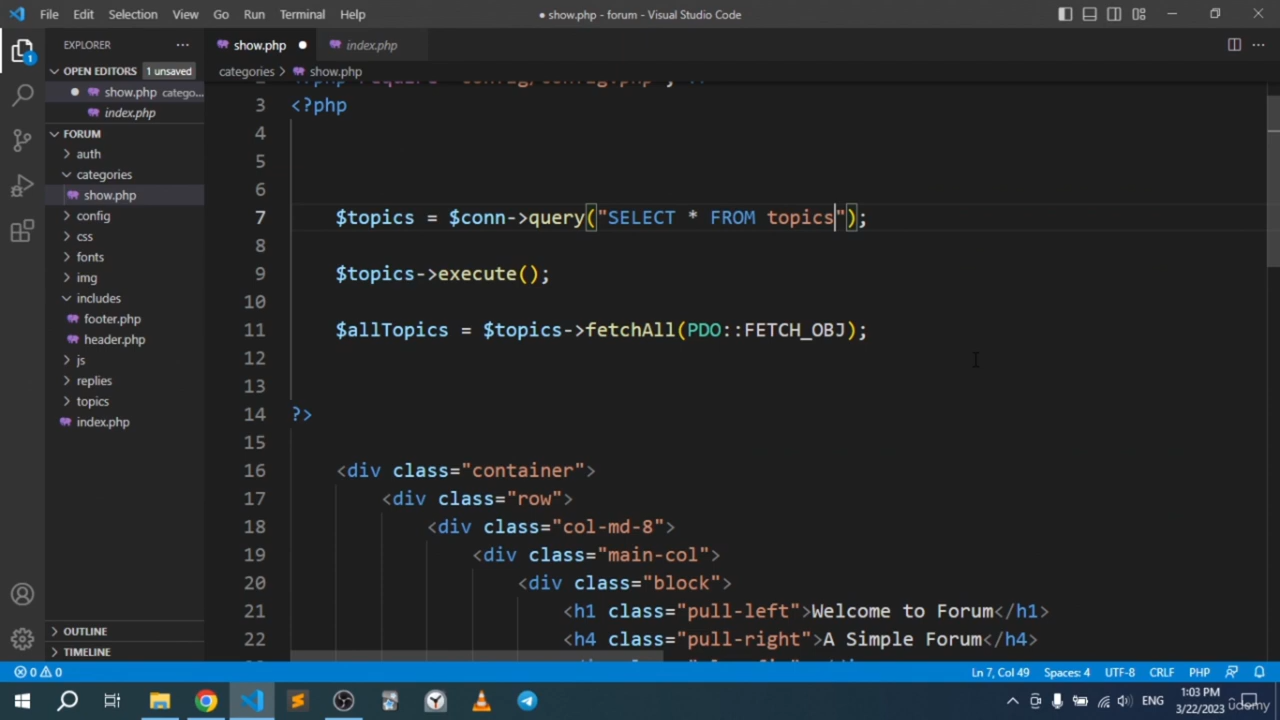 File Edit Selection View Go Run Terminal Help
● show.php - forum - Visual Studio Code
EXPLORER
show.php
index.php
OPEN EDITORS 1 unsaved
categories > show.php
show.php catego...
index.php
FORUM
auth
categories
show.php
config
css
fonts
img
includes
footer.php
header.php
js
replies
topics
index.php
OUTLINE
TIMELINE
3 <?php
4
5
6
7 $topics = $conn->query("SELECT * FROM topics");
8
9 $topics->execute();
10
11 $allTopics = $topics->fetchAll(PDO::FETCH_OBJ);
12
13
14 ?>
15
16 <div class="container">
17 <div class="row">
18 <div class="col-md-8">
19 <div class="main-col">
20 <div class="block">
21 <h1 class="pull-left">Welcome to Forum</h1>
22 <h4 class="pull-right">A Simple Forum</h4>
0 0
Ln 7, Col 49 Spaces: 4 UTF-8 CRLF PHP
ENG
1:03 PM
3/22/2023
udemy